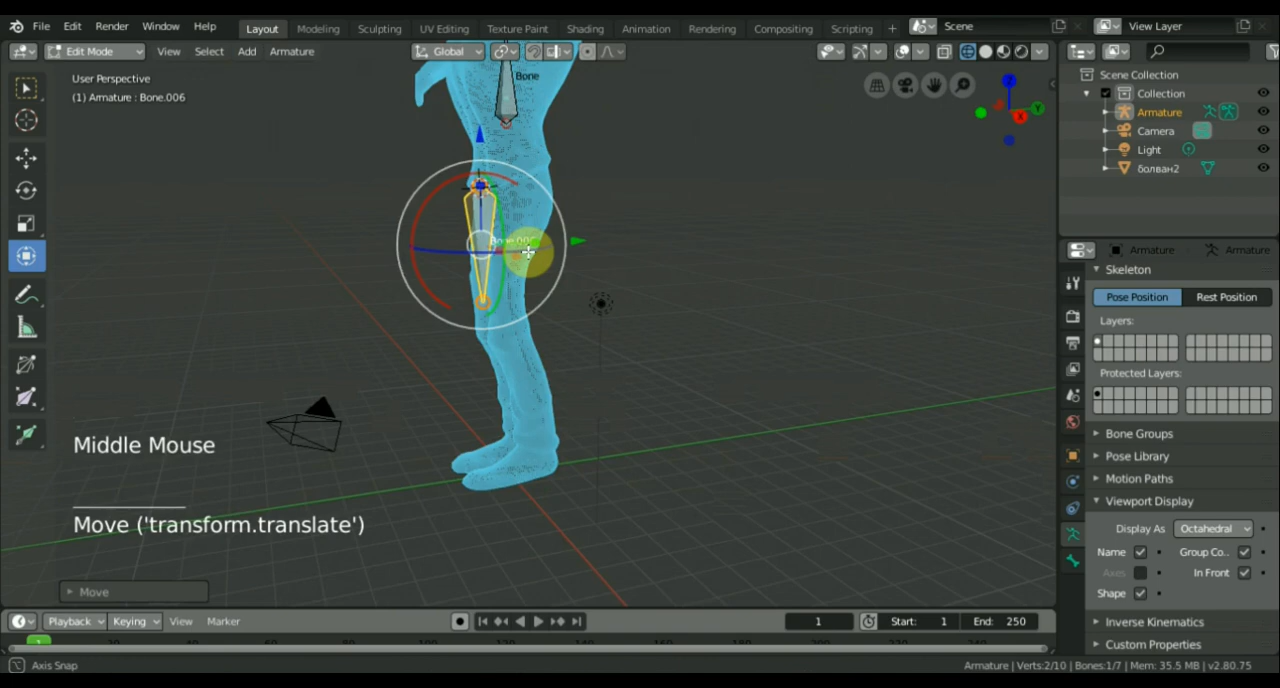 File Edit Render Window Help Layout Modeling Sculpting UV Editing Texture Paint Shading Animation Rendering Compositing Scripting + Scene View Layer
Edit Mode View Select Add Armature Global
User Perspective
(1) Armature : Bone.006
Bone
Z
Y
X
Middle Mouse
Move ('transform.translate')
Move
Scene Collection
Collection
Armature
Camera
Light
болван2
Armature Armature
Skeleton
Pose Position Rest Position
Layers:
Protected Layers:
Bone Groups
Pose Library
Motion Paths
Viewport Display
Display As Octahedral
Name Group Co..
Axes In Front
Shape
Inverse Kinematics
Custom Properties
Playback Keying View Marker 1 Start: 1 End: 250
1
Axis Snap Armature | Verts:2/10 | Bones:1/7 | Mem: 35.5 MB | v2.80.75